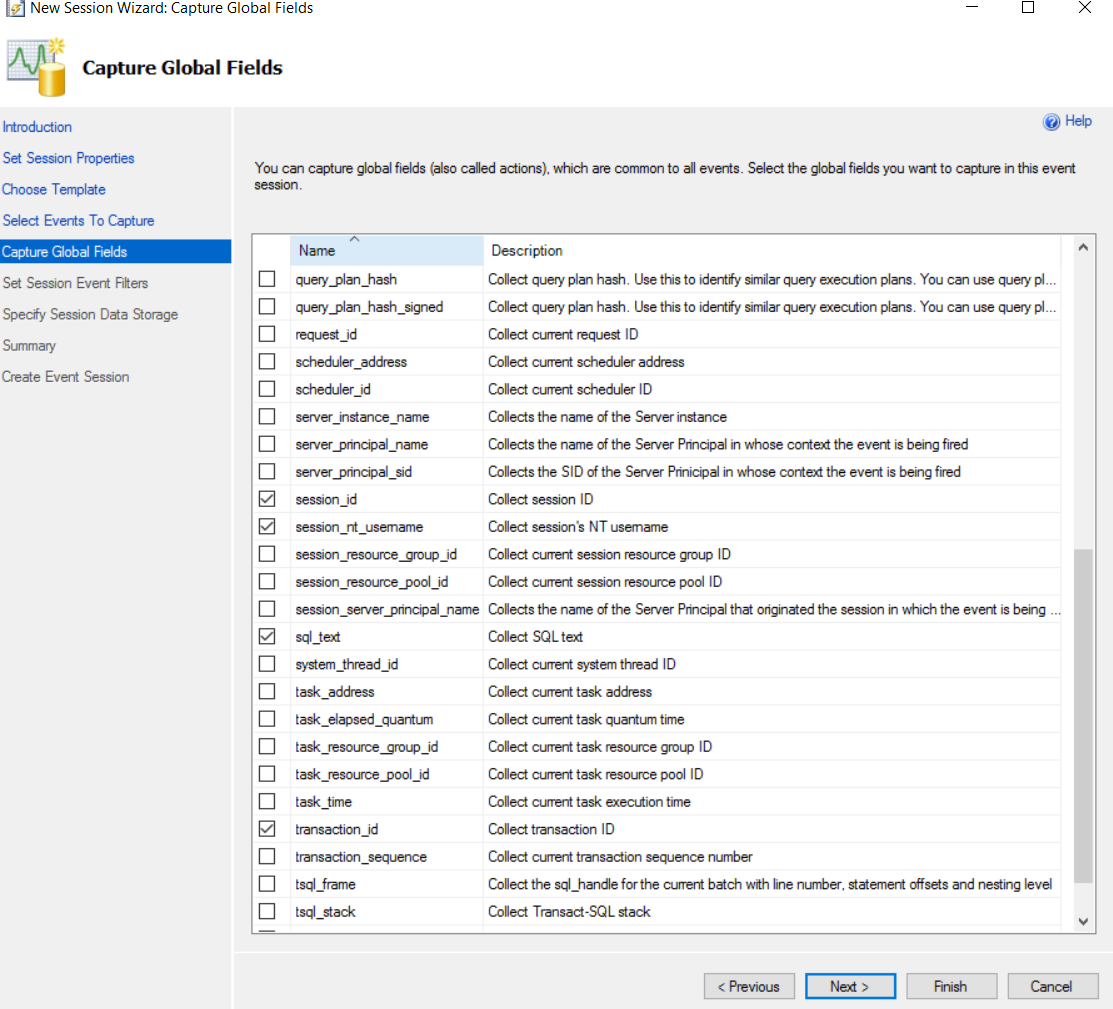 New Session Wizard: Capture Global Fields
Capture Global Fields
Introduction
Set Session Properties
Choose Template
Select Events To Capture
Capture Global Fields
Set Session Event Filters
Specify Session Data Storage
Summary
Create Event Session
Help
You can capture global fields (also called actions), which are common to all events. Select the global fields you want to capture in this event
session.
Name Description
query_plan_hash Collect query plan hash. Use this to identify similar query execution plans. You can use query pl...
query_plan_hash_signed Collect query plan hash. Use this to identify similar query execution plans. You can use query pl...
request_id Collect current request ID
scheduler_address Collect current scheduler address
scheduler_id Collect current scheduler ID
server_instance_name Collects the name of the Server instance
server_principal_name Collects the name of the Server Principal in whose context the event is being fired
server_principal_sid Collects the SID of the Server Prinicipal in whose context the event is being fired
session_id Collect session ID
session_nt_username Collect session's NT username
session_resource_group_id Collect current session resource group ID
session_resource_pool_id Collect current session resource pool ID
session_server_principal_name Collects the name of the Server Principal that originated the session in which the event is being ...
sql_text Collect SQL text
system_thread_id Collect current system thread ID
task_address Collect current task address
task_elapsed_quantum Collect current task quantum time
task_resource_group_id Collect current task resource group ID
task_resource_pool_id Collect current task resource pool ID
task_time Collect current task execution time
transaction_id Collect transaction ID
transaction_sequence Collect current transaction sequence number
tsql_frame Collect the sql_handle for the current batch with line number, statement offsets and nesting level
tsql_stack Collect Transact-SQL stack
< Previous Next > Finish Cancel